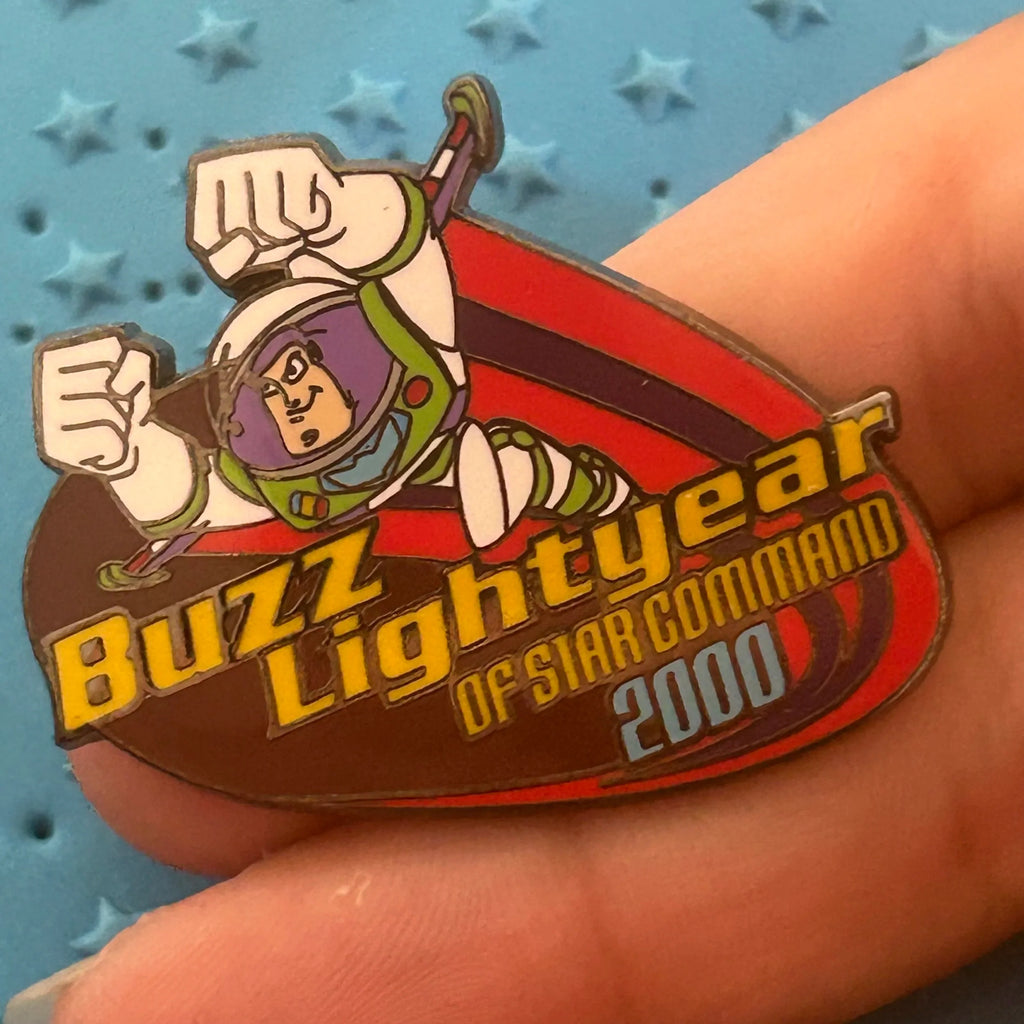 Buzz
Lightyear
OF STAR COMMAND
2000